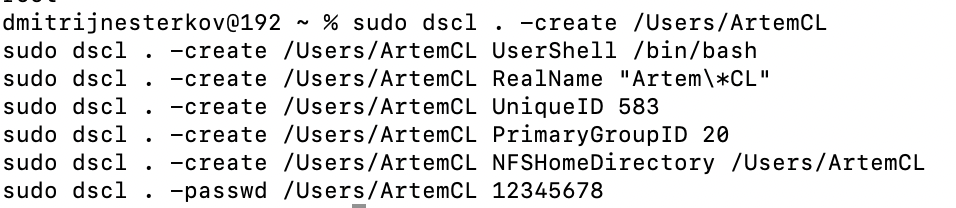 dmitrijnesterkov@192 ~ % sudo dscl . -create /Users/ArtemCL
sudo dscl . -create /Users/ArtemCL UserShell /bin/bash
sudo dscl . -create /Users/ArtemCL RealName "Artem\*CL"
sudo dscl . -create /Users/ArtemCL UniqueID 583
sudo dscl . -create /Users/ArtemCL PrimaryGroupID 20
sudo dscl . -create /Users/ArtemCL NFSHomeDirectory /Users/ArtemCL
sudo dscl . -passwd /Users/ArtemCL 12345678